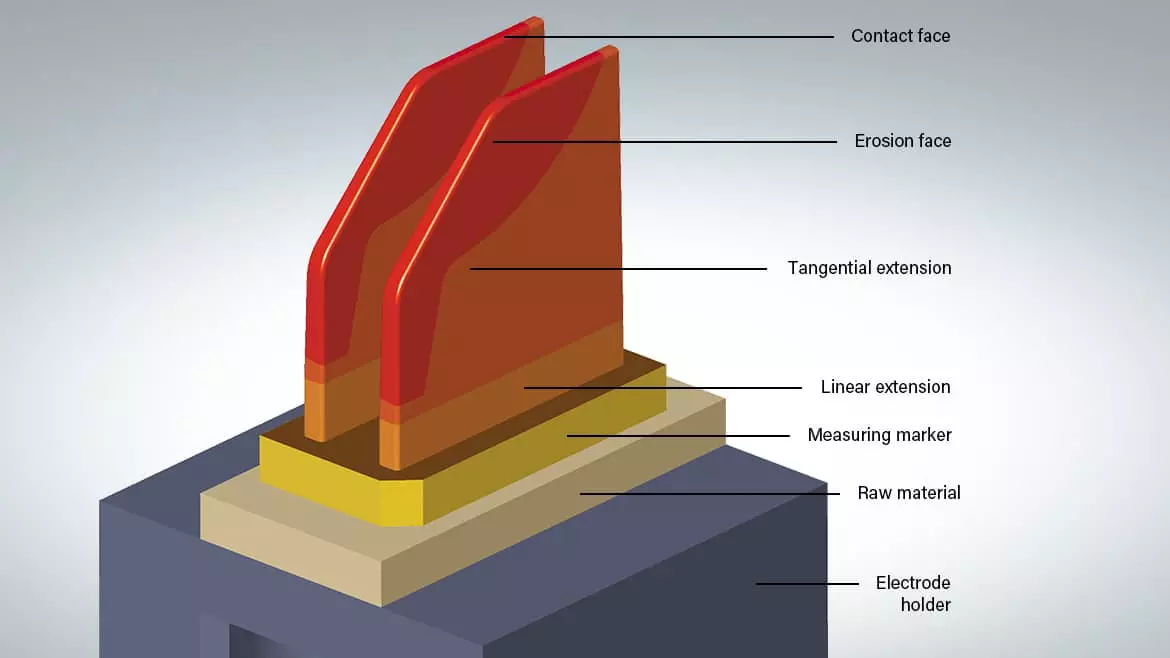 Contact face
Erosion face
Tangential extension
Linear extension
Measuring marker
Raw material
Electrode
holder